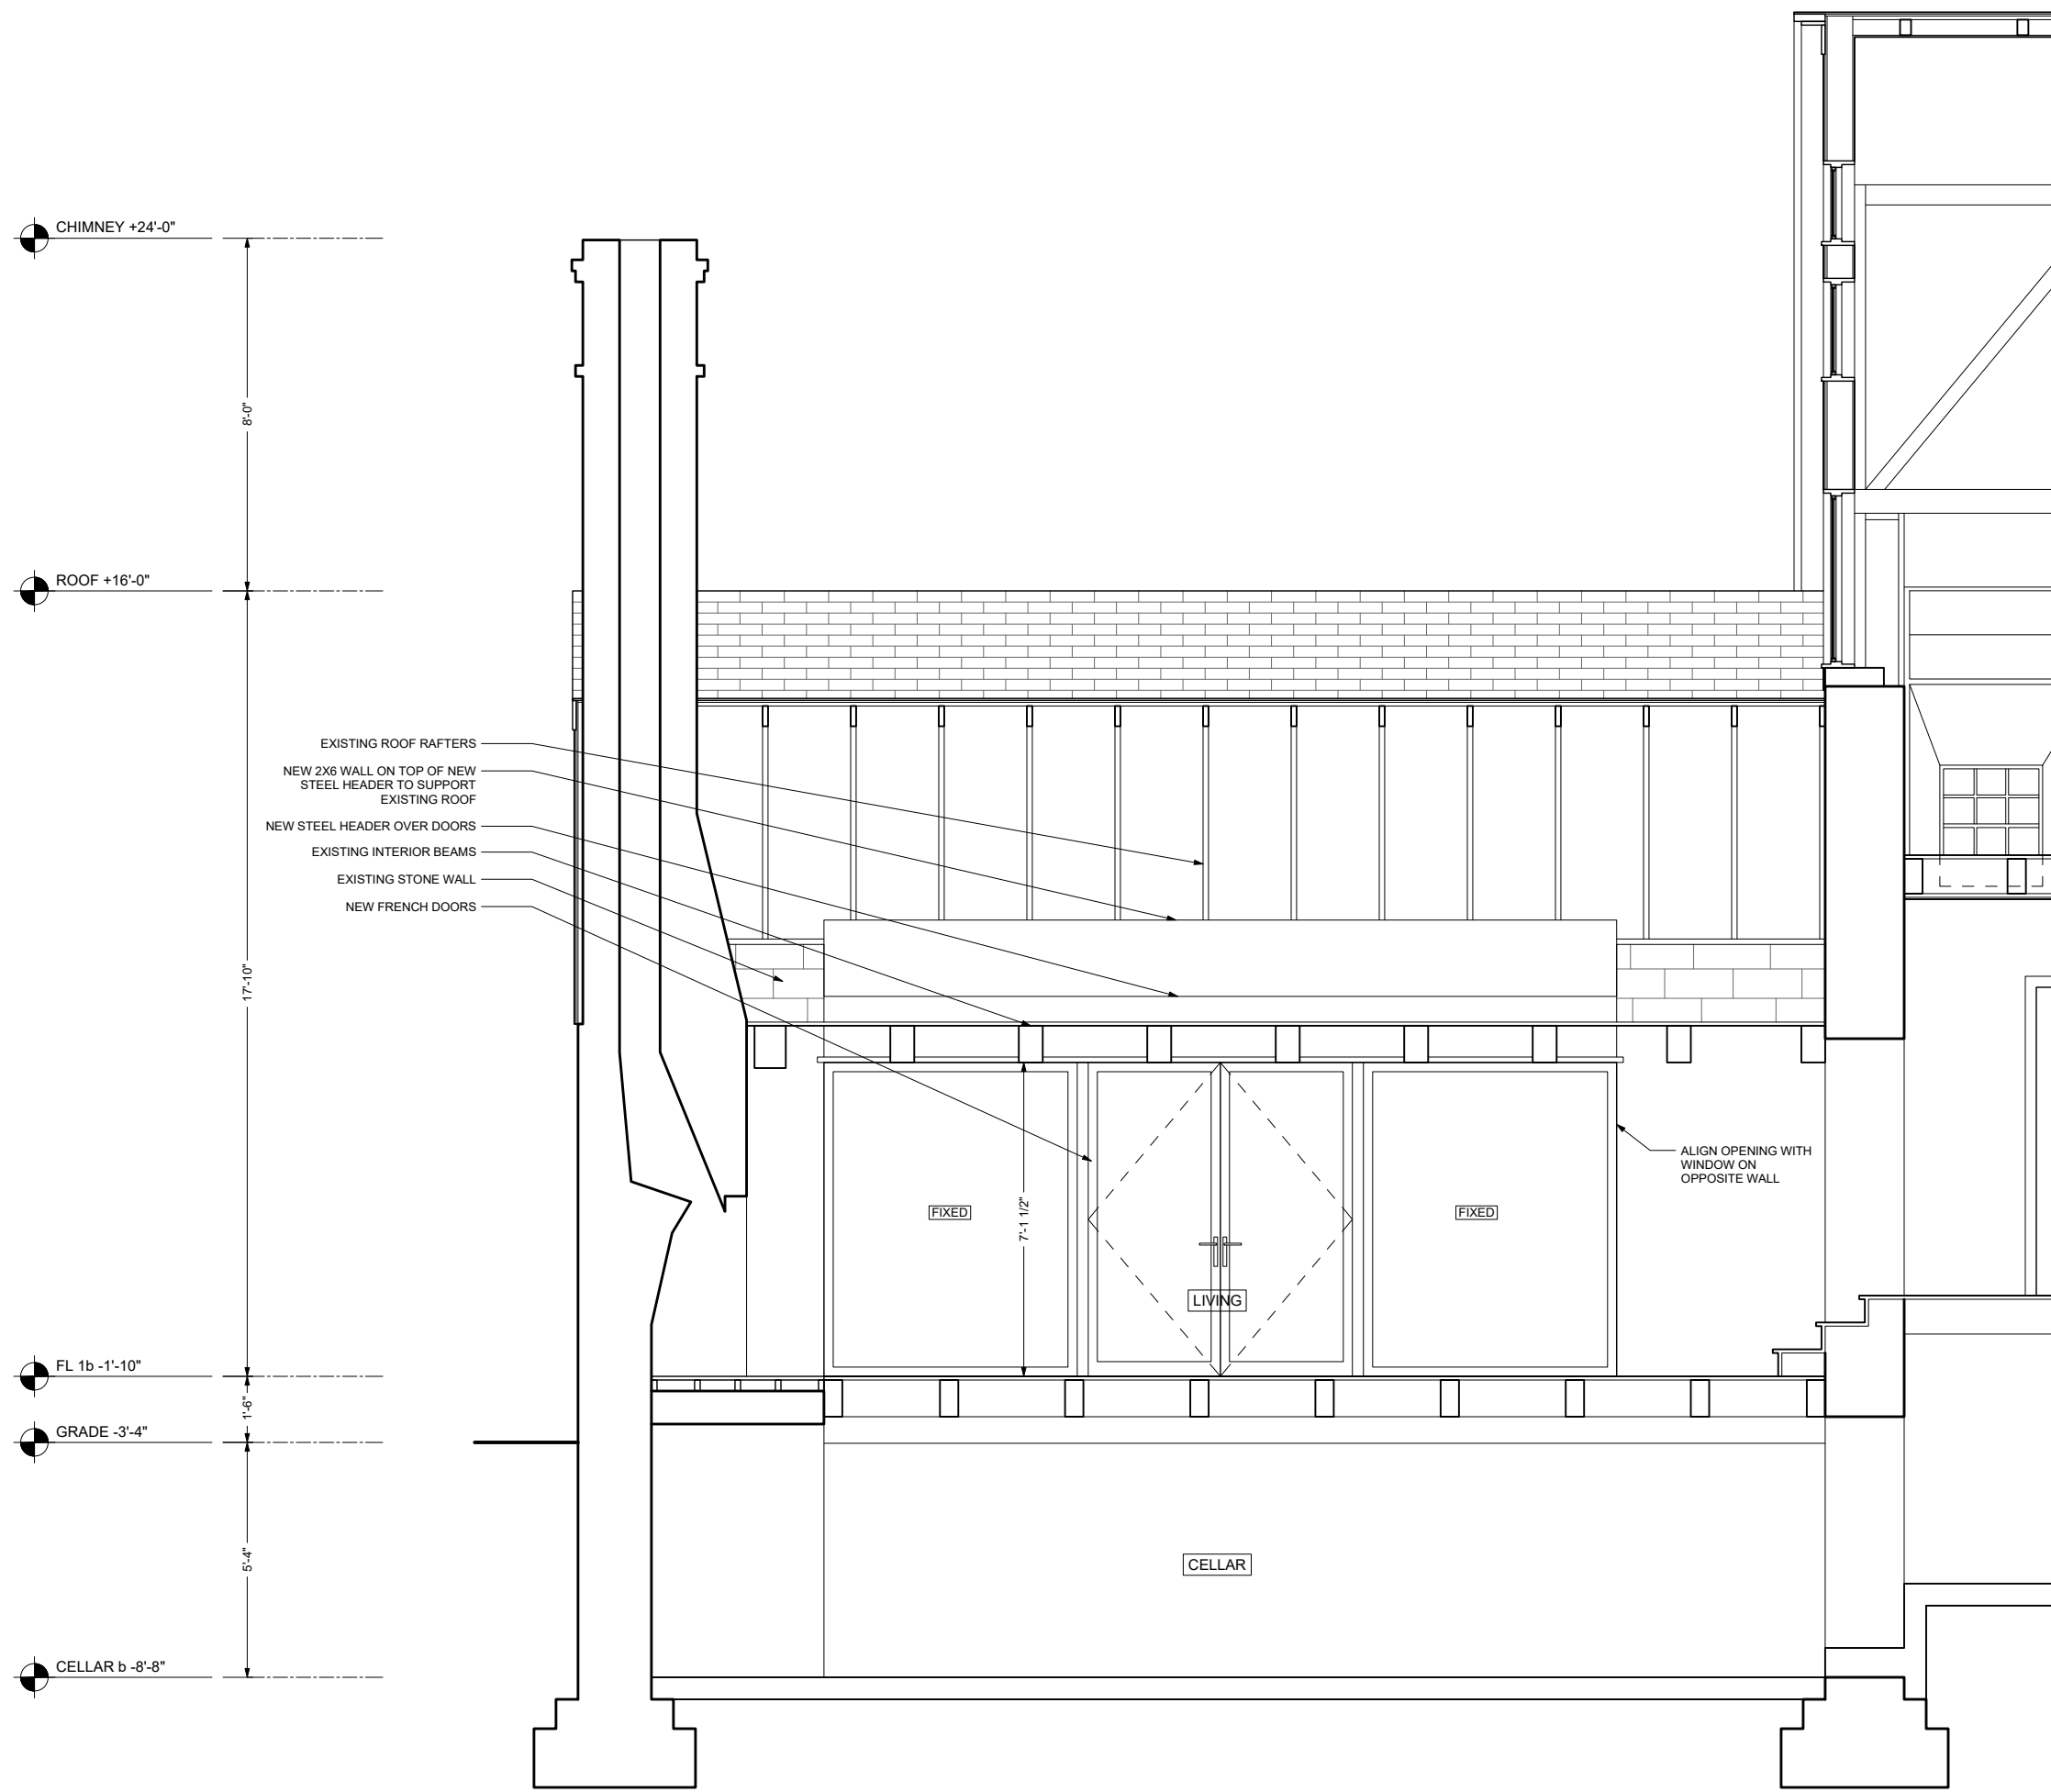 CHIMNEY +24'-0"
8'-0"
ROOF +16'-0"
EXISTING ROOF RAFTERS
NEW 2X6 WALL ON TOP OF NEW
STEEL HEADER TO SUPPORT
EXISTING ROOF
NEW STEEL HEADER OVER DOORS
EXISTING INTERIOR BEAMS
EXISTING STONE WALL
NEW FRENCH DOORS
17'-10"
ALIGN OPENING WITH
WINDOW ON
OPPOSITE WALL
FIXED
7'-1 1/2"
FIXED
LIVING
FL 1b -1'-10"
1'-6"
GRADE -3'-4"
5'-4"
CELLAR
CELLAR b -8'-8"